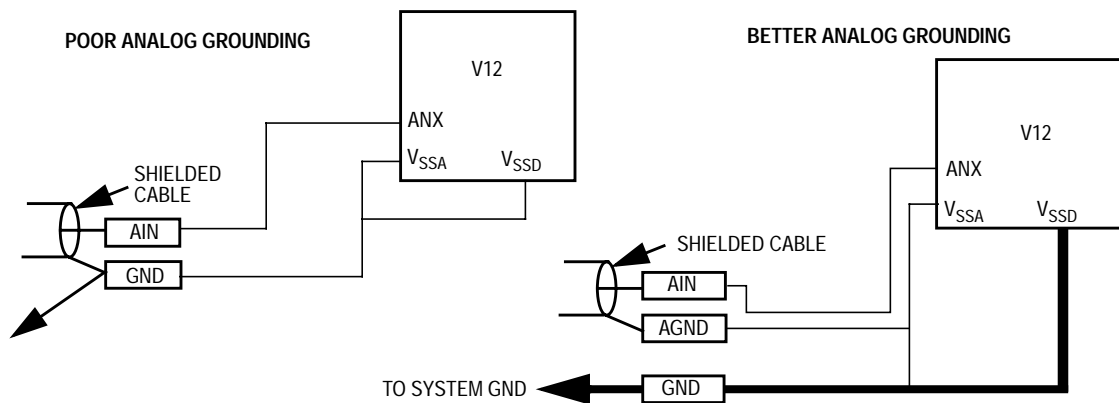 POOR ANALOG GROUNDING
V12
ANX
VSSA
VSSD
SHIELDED
CABLE
AIN
GND
BETTER ANALOG GROUNDING
V12
ANX
VSSA
VSSD
SHIELDED CABLE
AIN
AGND
TO SYSTEM GND
GND